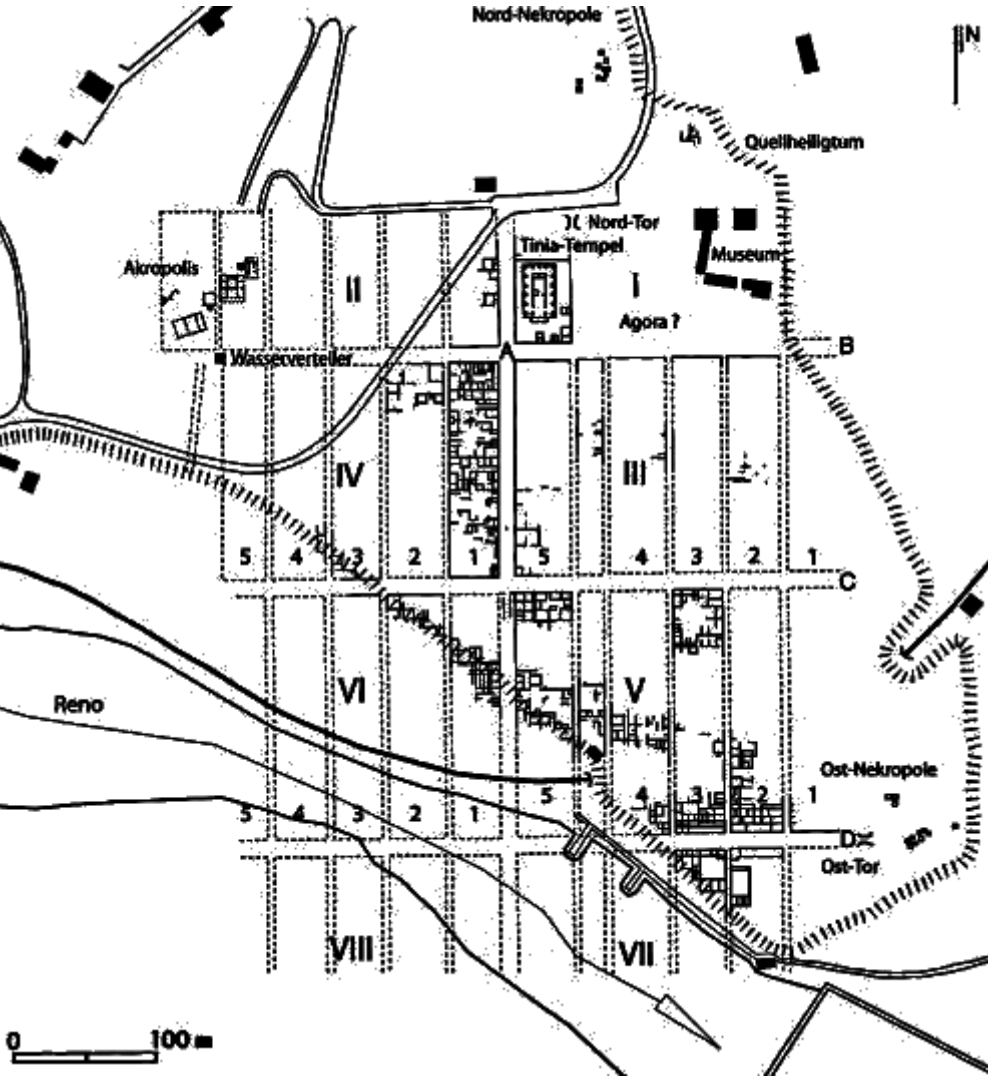 Nord-Nekropole
N
Quellheiligtum
Nord-Tor
Tinia-Tempel
Akropolis
Museum
II
I
Agora ?
A
B
Wasserverteiler
IV
III
5 4 3 2 1 5 4 3 2 1
C
VI
V
Reno
Ost-Nekropole
5 4 3 2 1 5 4 3 2 1
D
Ost-Tor
VIII
VII
0 100 m